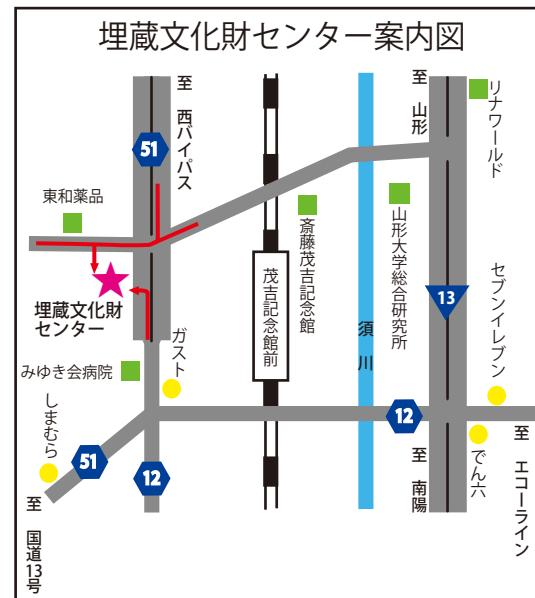 埋蔵文化財センター案内図
至 西バイパス
51
東和薬品
埋蔵文化財
センター
みゆき会病院
ガスト
しまむら
51
至 国道13号
12
茂吉記念館前
斎藤茂吉記念館
須川
山形大学総合研究所
至 山形
リナワールド
13
セブンイレブン
12
至 南陽
でん六
至 エコーライン